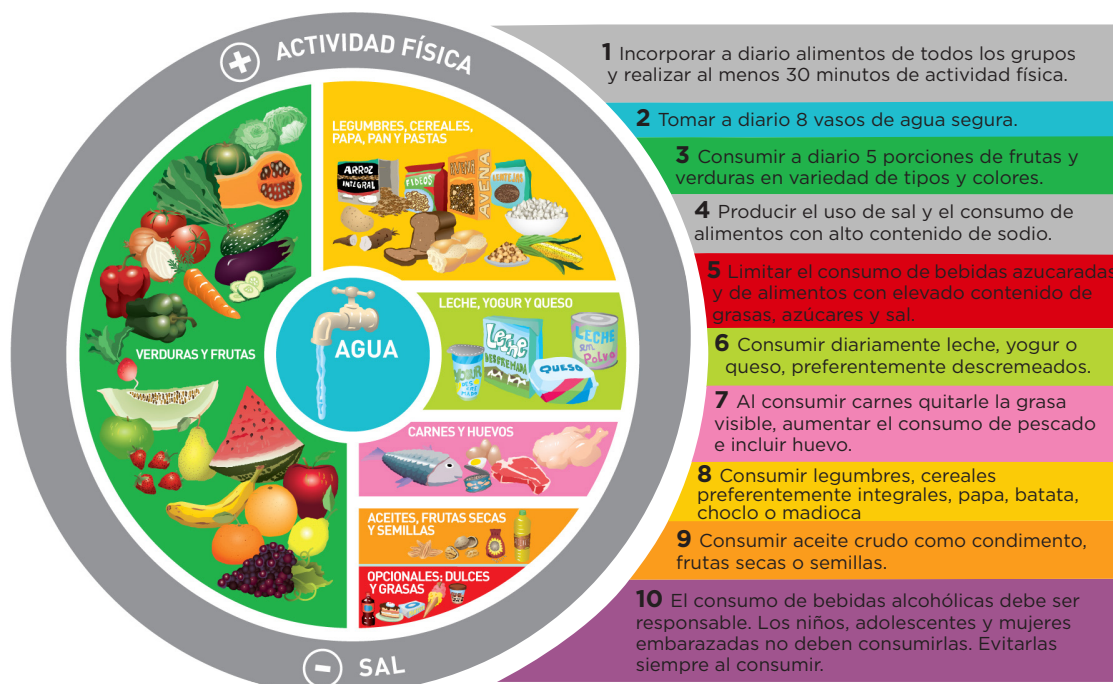 + ACTIVIDAD FÍSICA
LEGUMBRES, CEREALES,
PAPA, PAN Y PASTAS
ARROZ
INTEGRAL
FIDEOS
AVENA
LENTEJAS
VERDURAS Y FRUTAS
AGUA
LECHE, YOGUR Y QUESO
Leche
DESCREMADA
YOGUR
DES
CRE
MADO
QUESO
LECHE
en
Polvo
CARNES Y HUEVOS
ACEITES, FRUTAS SECAS
Y SEMILLAS
OPCIONALES: DULCES
Y GRASAS
- SAL
1 Incorporar a diario alimentos de todos los grupos
y realizar al menos 30 minutos de actividad física.
2 Tomar a diario 8 vasos de agua segura.
3 Consumir a diario 5 porciones de frutas y
verduras en variedad de tipos y colores.
4 Producir el uso de sal y el consumo de
alimentos con alto contenido de sodio.
5 Limitar el consumo de bebidas azucaradas
y de alimentos con elevado contenido de
grasas, azúcares y sal.
6 Consumir diariamente leche, yogur o
queso, preferentemente descremeados.
7 Al consumir carnes quitarle la grasa
visible, aumentar el consumo de pescado
e incluir huevo.
8 Consumir legumbres, cereales
preferentemente integrales, papa, batata,
choclo o madioca
9 Consumir aceite crudo como condimento,
frutas secas o semillas.
10 El consumo de bebidas alcohólicas debe ser
responsable. Los niños, adolescentes y mujeres
embarazadas no deben consumirlas. Evitarlas
siempre al consumir.